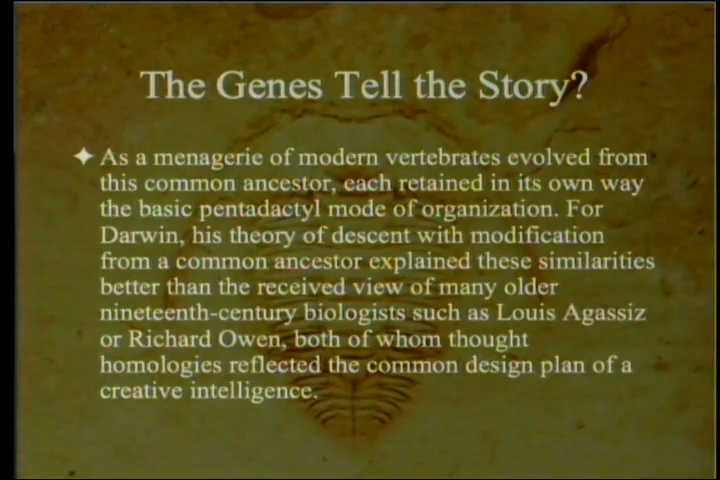 The Genes Tell the Story?
As a menagerie of modern vertebrates evolved from
this common ancestor, each retained in its own way
the basic pentadactyl mode of organization. For
Darwin, his theory of descent with modification
from a common ancestor explained these similarities
better than the received view of many older
nineteenth-century biologists such as Louis Agassiz
or Richard Owen, both of whom thought
homologies reflected the common design plan of a
creative intelligence.